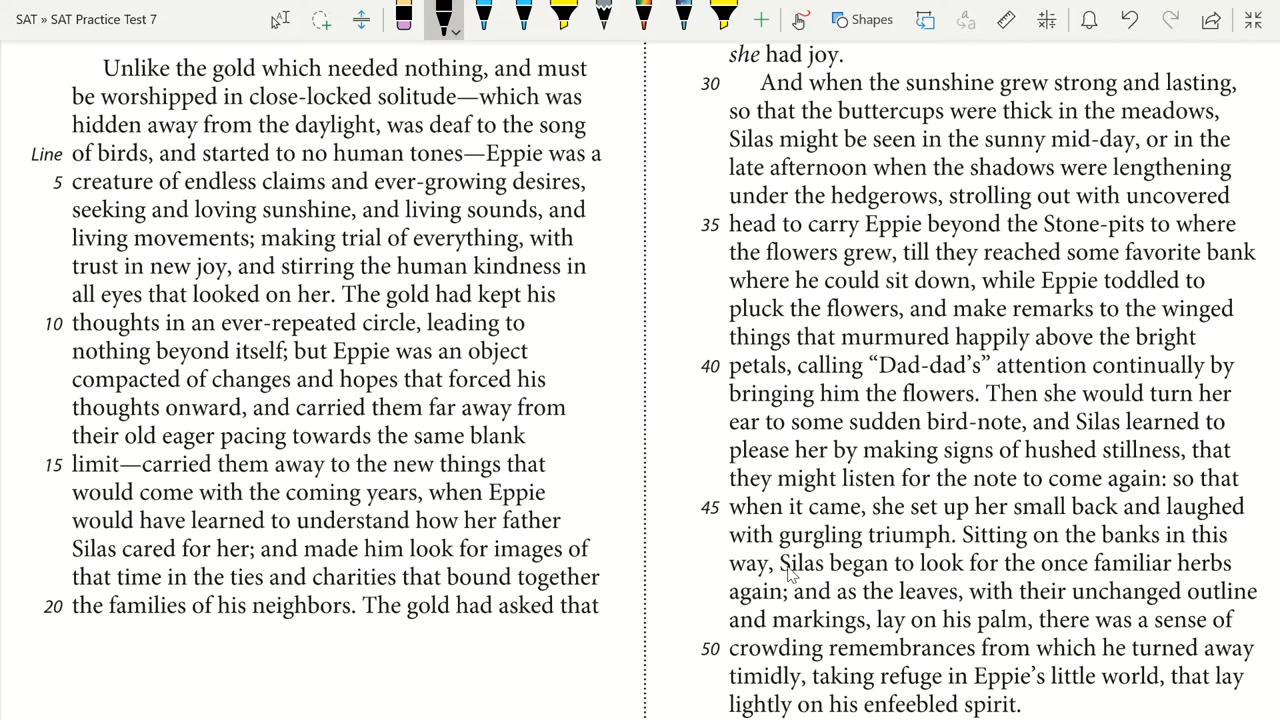 SAT » SAT Practice Test 7
Shapes
Unlike the gold which needed nothing, and must
be worshipped in close-locked solitude—which was
hidden away from the daylight, was deaf to the song
Line of birds, and started to no human tones—Eppie was a
5 creature of endless claims and ever-growing desires,
seeking and loving sunshine, and living sounds, and
living movements; making trial of everything, with
trust in new joy, and stirring the human kindness in
all eyes that looked on her. The gold had kept his
10 thoughts in an ever-repeated circle, leading to
nothing beyond itself; but Eppie was an object
compacted of changes and hopes that forced his
thoughts onward, and carried them far away from
their old eager pacing towards the same blank
15 limit—carried them away to the new things that
would come with the coming years, when Eppie
would have learned to understand how her father
Silas cared for her; and made him look for images of
that time in the ties and charities that bound together
20 the families of his neighbors. The gold had asked that
she had joy.
30 And when the sunshine grew strong and lasting,
so that the buttercups were thick in the meadows,
Silas might be seen in the sunny mid-day, or in the
late afternoon when the shadows were lengthening
under the hedgerows, strolling out with uncovered
35 head to carry Eppie beyond the Stone-pits to where
the flowers grew, till they reached some favorite bank
where he could sit down, while Eppie toddled to
pluck the flowers, and make remarks to the winged
things that murmured happily above the bright
40 petals, calling “Dad-dad’s” attention continually by
bringing him the flowers. Then she would turn her
ear to some sudden bird-note, and Silas learned to
please her by making signs of hushed stillness, that
they might listen for the note to come again: so that
45 when it came, she set up her small back and laughed
with gurgling triumph. Sitting on the banks in this
way, Silas began to look for the once familiar herbs
again; and as the leaves, with their unchanged outline
and markings, lay on his palm, there was a sense of
50 crowding remembrances from which he turned away
timidly, taking refuge in Eppie’s little world, that lay
lightly on his enfeebled spirit.